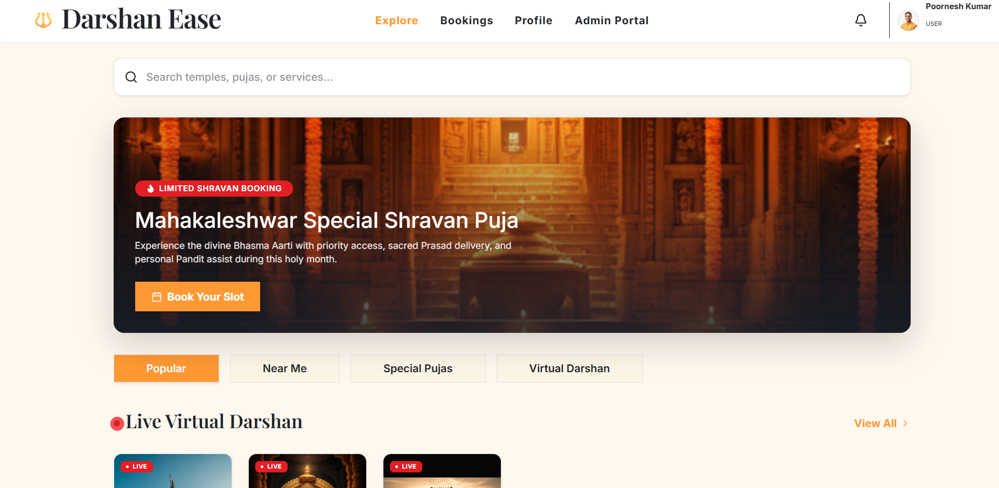 Darshan Ease
Explore
Bookings
Profile
Admin Portal
Poornesh Kumar
USER
Search temples, pujas, or services...
LIMITED SHRAVAN BOOKING
Mahakaleshwar Special Shravan Puja
Experience the divine Bhasma Aarti with priority access, sacred Prasad delivery, and
personal Pandit assist during this holy month.
Book Your Slot
Popular
Near Me
Special Pujas
Virtual Darshan
Live Virtual Darshan
View All
LIVE
LIVE
LIVE